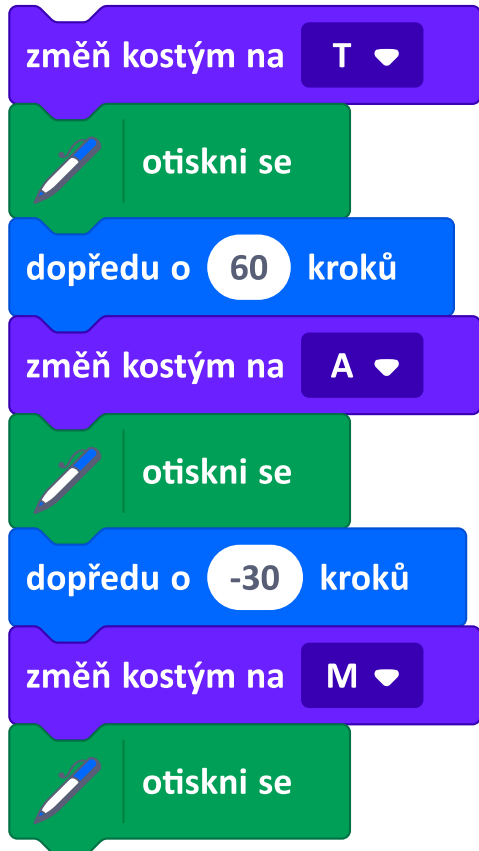 změň kostým na T
otiskni se
dopředu o 60 kroků
změň kostým na A
otiskni se
dopředu o -30 kroků
změň kostým na M
otiskni se